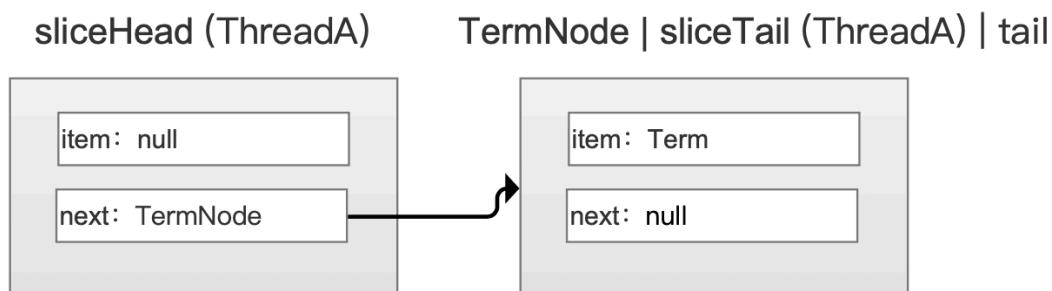 sliceHead (ThreadA)
TermNode | sliceTail (ThreadA) | tail
item：null
item：Term
next：TermNode
next：null